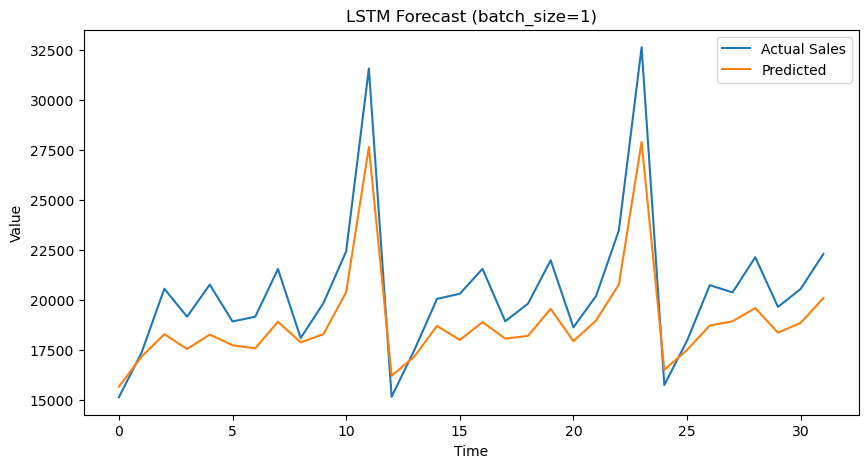 LSTM Forecast (batch_size=1)
Actual Sales
Predicted
32500
30000
27500
25000
22500
20000
17500
15000
Value
0 5 10 15 20 25 30
Time